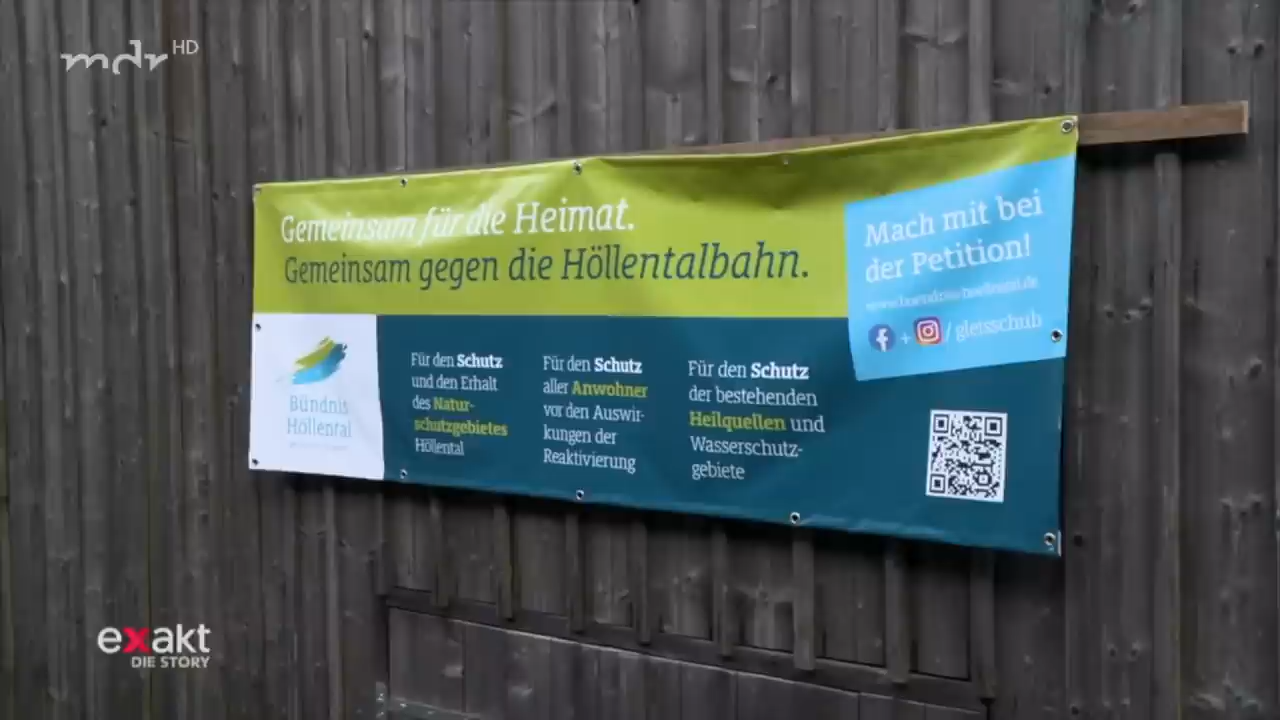 mdr HD
Gemeinsam für die Heimat.
Gemeinsam gegen die Höllentalbahn.
Mach mit bei
der Petition!
+ /gleisschub
Bündnis
Höllental
Für den Schutz
und den Erhalt
des Natur-
schutzgebietes
Höllental
Für den Schutz
aller Anwohner
vor den Auswir-
kungen der
Reaktivierung
Für den Schutz
der bestehenden
Heilquellen und
Wasserschutz-
gebiete
exakt
DIE STORY